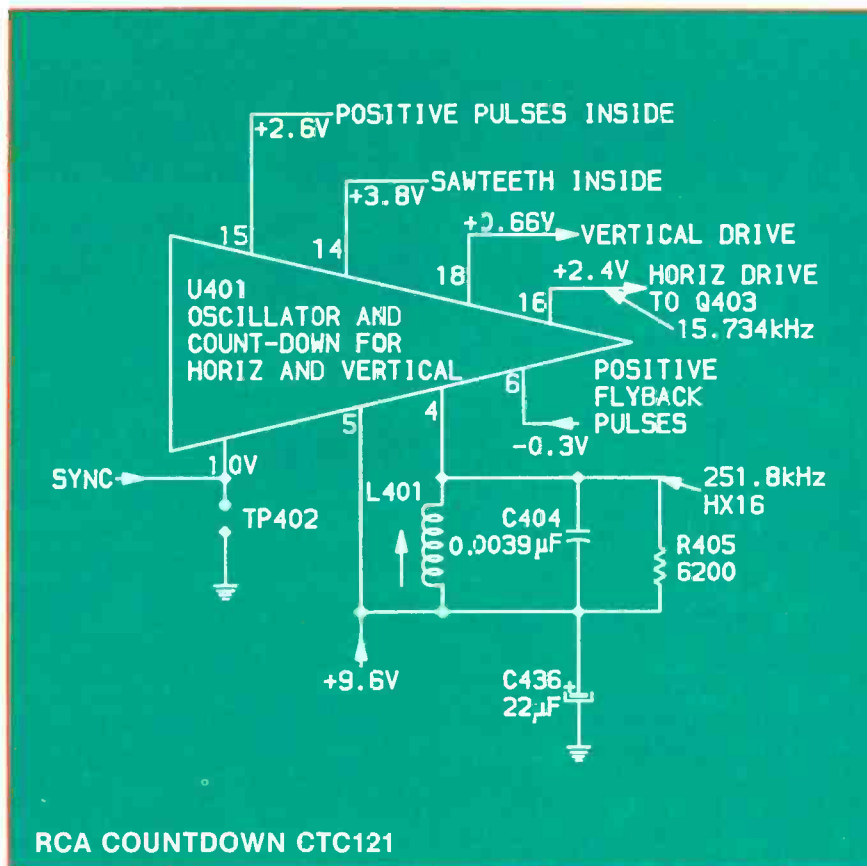 POSITIVE PULSES INSIDE
+2.6V
SAWTEETH INSIDE
+3.8V
+0.66V
VERTICAL DRIVE
15
14
18
+2.4V
HORIZ DRIVE
TO Q403
16
15.734kHz
U401
OSCILLATOR AND
COUNT-DOWN FOR
HORIZ AND VERTICAL
6
POSITIVE
FLYBACK
PULSES
5
4
-0.3V
SYNC
10V
TP402
L401
251.8kHz
HX16
C404
0.0039µF
R405
6200
+9.6V
C436
+
22µF
RCA COUNTDOWN CTC121